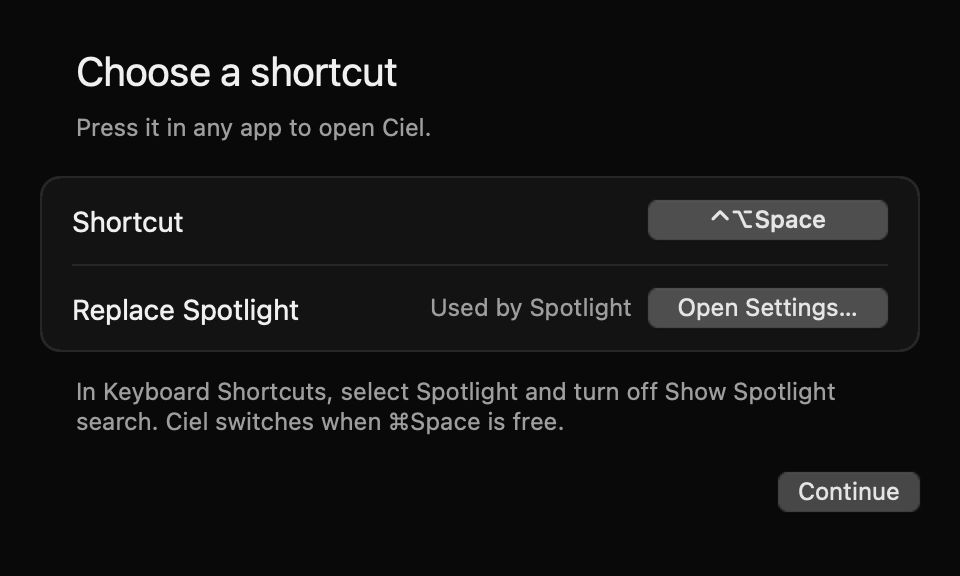 Choose a shortcut
Press it in any app to open Ciel.
Shortcut
^⌥Space
Replace Spotlight
Used by Spotlight
Open Settings...
In Keyboard Shortcuts, select Spotlight and turn off Show Spotlight
search. Ciel switches when ⌘Space is free.
Continue